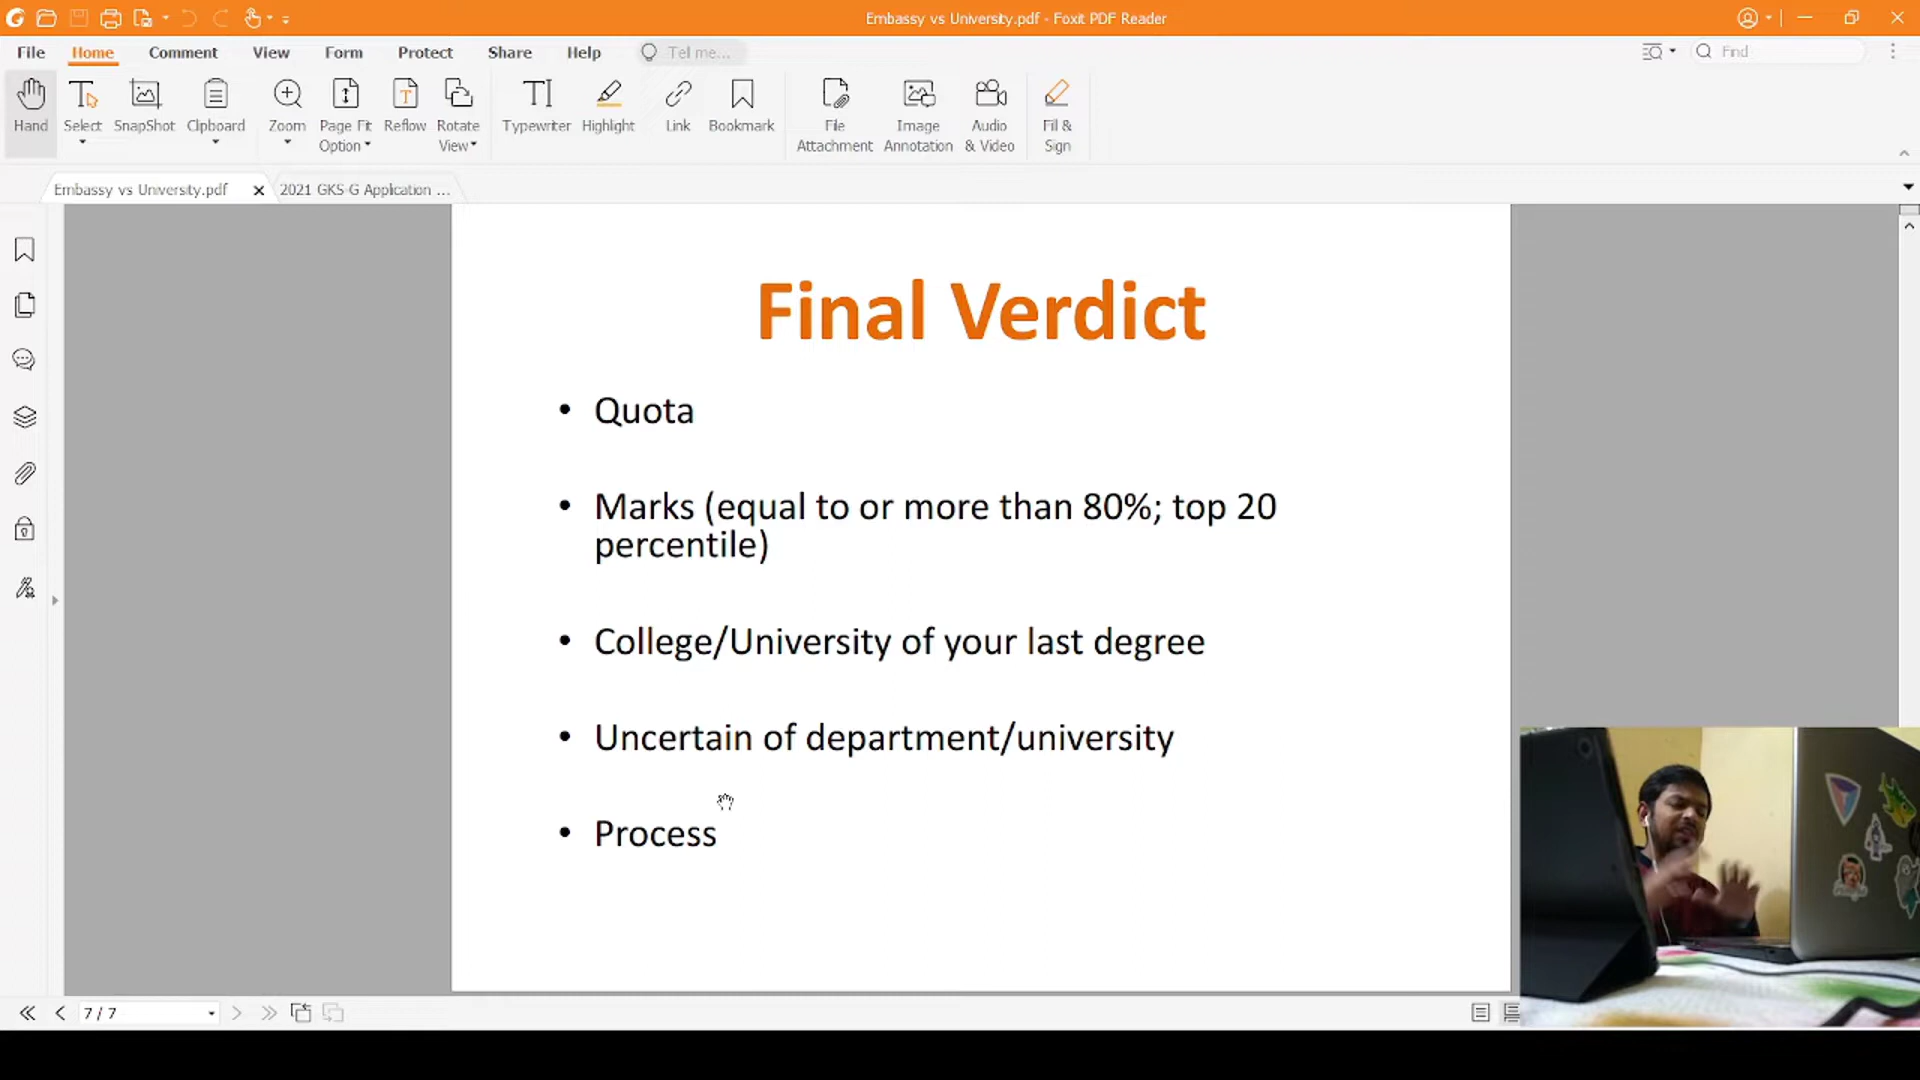 Embassy vs University.pdf - Foxit PDF Reader
File Home Comment View Form Protect Share Help Tell me... Find
Hand Select SnapShot Clipboard Zoom Page Fit Option Reflow Rotate View Typewriter Highlight Link Bookmark File Attachment Image Annotation Audio & Video Fill & Sign
Embassy vs University.pdf 2021 GKS-G Application ...
Final Verdict
• Quota
• Marks (equal to or more than 80%; top 20
percentile)
• College/University of your last degree
• Uncertain of department/university
• Process
7 / 7